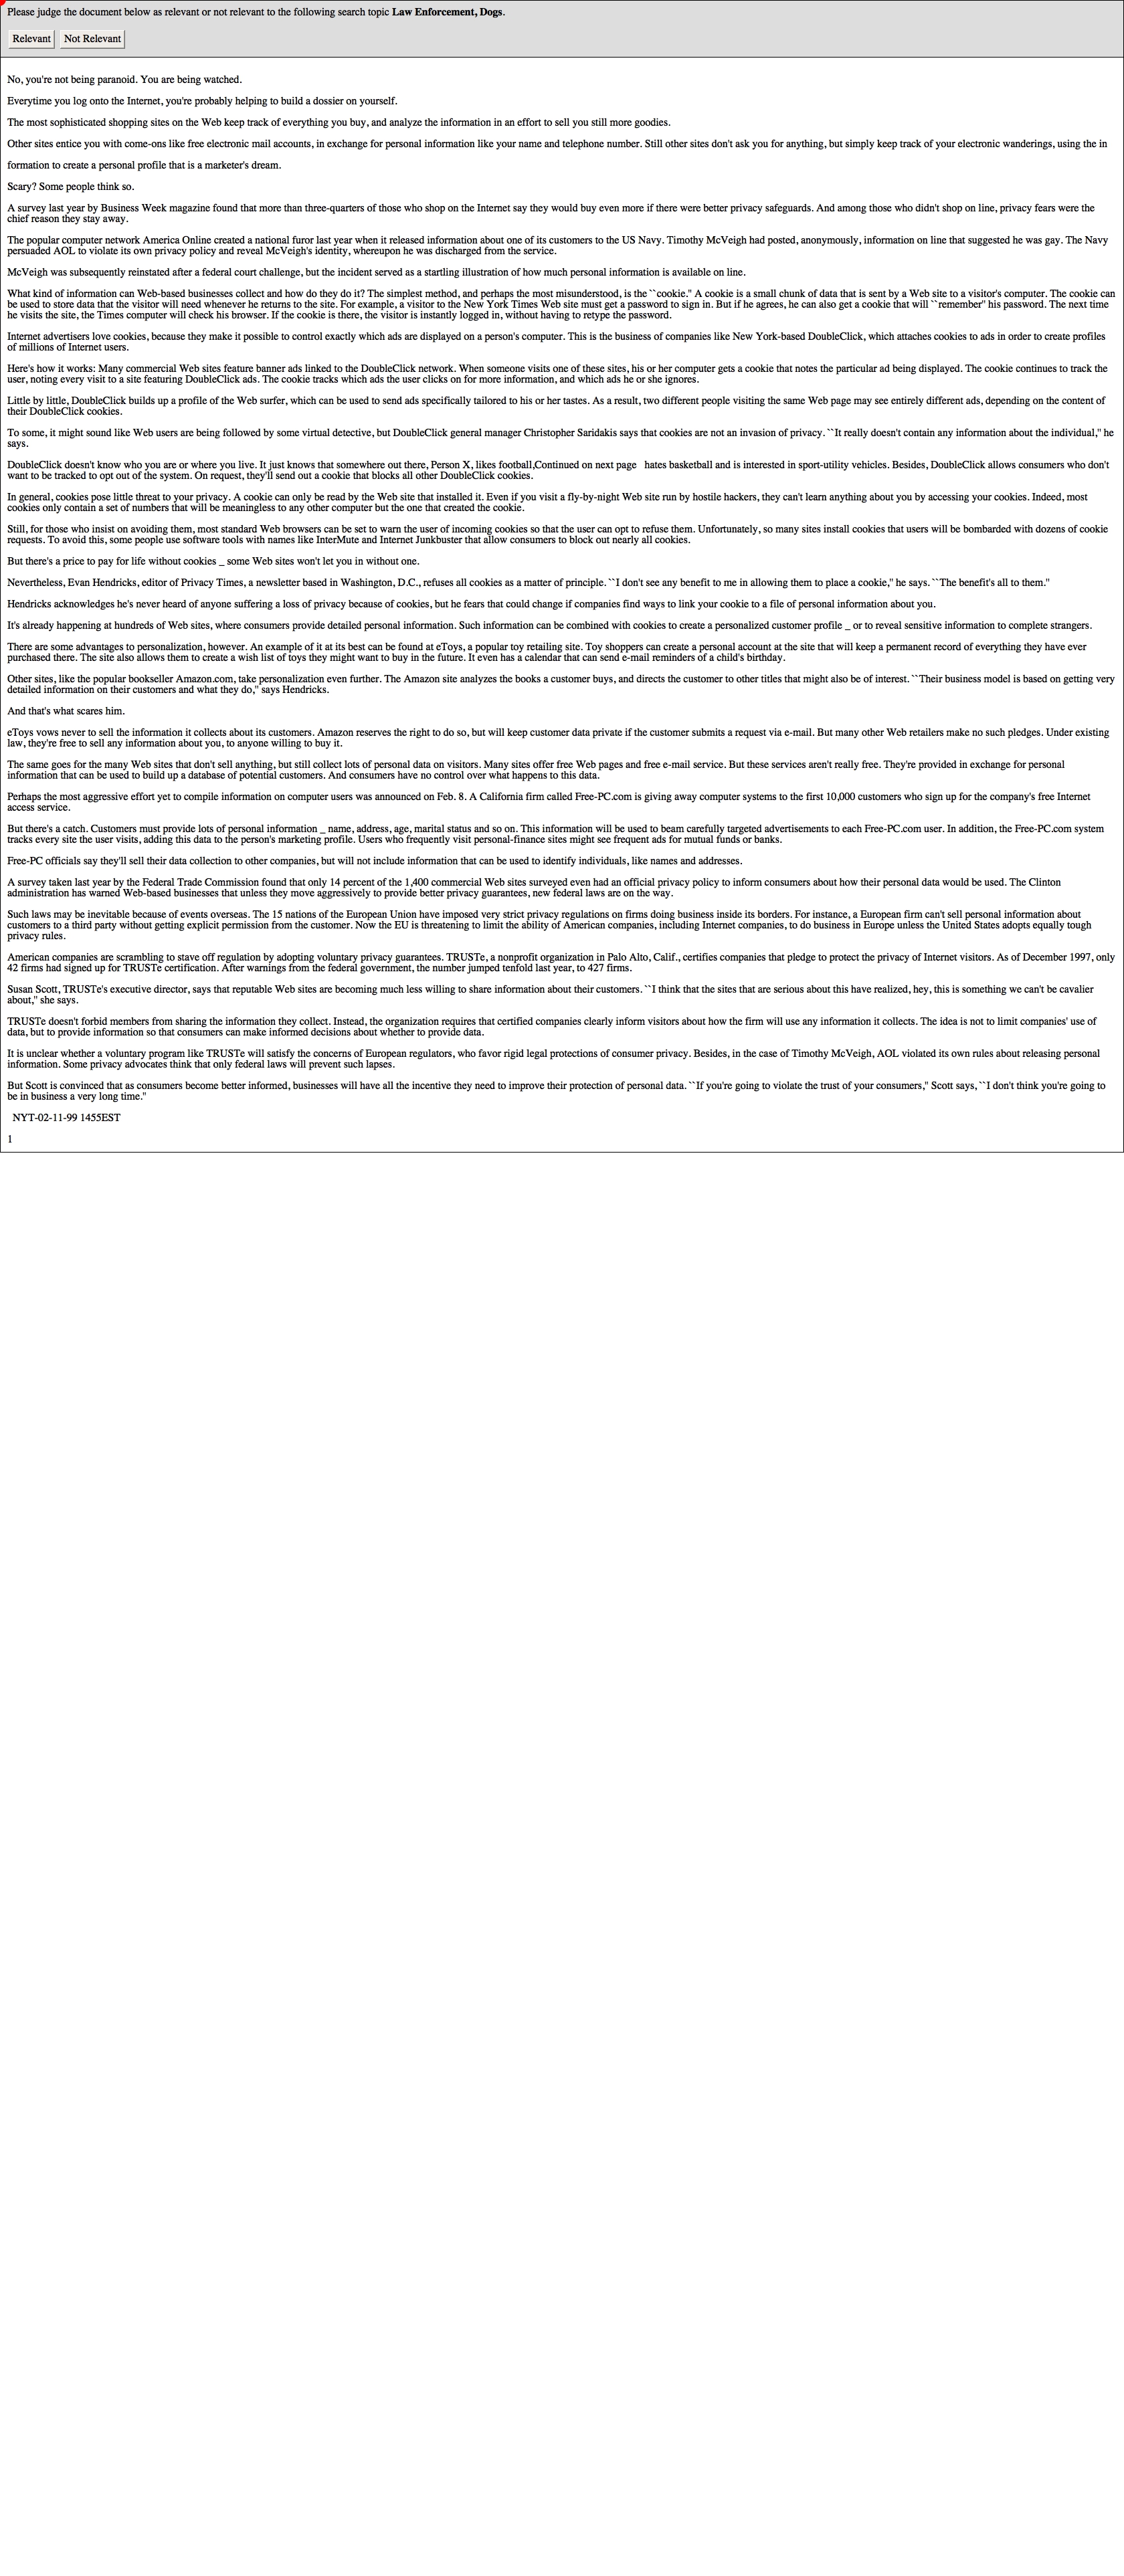 Please judge the document below as relevant or not relevant to the following search topic Law Enforcement, Dogs.
Relevant Not Relevant
No, you're not being paranoid. You are being watched.
Everytime you log onto the Internet, you're probably helping to build a dossier on yourself.
The most sophisticated shopping sites on the Web keep track of everything you buy, and analyze the information in an effort to sell you still more goodies.
Other sites entice you with come-ons like free electronic mail accounts, in exchange for personal information like your name and telephone number. Still other sites don't ask you for anything, but simply keep track of your electronic wanderings, using the in
formation to create a personal profile that is a marketer's dream.
Scary? Some people think so.
A survey last year by Business Week magazine found that more than three-quarters of those who shop on the Internet say they would buy even more if there were better privacy safeguards. And among those who didn't shop on line, privacy fears were the
chief reason they stay away.
The popular computer network America Online created a national furor last year when it released information about one of its customers to the US Navy. Timothy McVeigh had posted, anonymously, information on line that suggested he was gay. The Navy
persuaded AOL to violate its own privacy policy and reveal McVeigh's identity, whereupon he was discharged from the service.
McVeigh was subsequently reinstated after a federal court challenge, but the incident served as a startling illustration of how much personal information is available on line.
What kind of information can Web-based businesses collect and how do they do it? The simplest method, and perhaps the most misunderstood, is the ``cookie.'' A cookie is a small chunk of data that is sent by a Web site to a visitor's computer. The cookie can
be used to store data that the visitor will need whenever he returns to the site. For example, a visitor to the New York Times Web site must get a password to sign in. But if he agrees, he can also get a cookie that will ``remember'' his password. The next time
he visits the site, the Times computer will check his browser. If the cookie is there, the visitor is instantly logged in, without having to retype the password.
Internet advertisers love cookies, because they make it possible to control exactly which ads are displayed on a person's computer. This is the business of companies like New York-based DoubleClick, which attaches cookies to ads in order to create profiles
of millions of Internet users.
Here's how it works: Many commercial Web sites feature banner ads linked to the DoubleClick network. When someone visits one of these sites, his or her computer gets a cookie that notes the particular ad being displayed. The cookie continues to track the
user, noting every visit to a site featuring DoubleClick ads. The cookie tracks which ads the user clicks on for more information, and which ads he or she ignores.
Little by little, DoubleClick builds up a profile of the Web surfer, which can be used to send ads specifically tailored to his or her tastes. As a result, two different people visiting the same Web page may see entirely different ads, depending on the content of
their DoubleClick cookies.
To some, it might sound like Web users are being followed by some virtual detective, but DoubleClick general manager Christopher Saridakis says that cookies are not an invasion of privacy. ``It really doesn't contain any information about the individual,'' he
says.
DoubleClick doesn't know who you are or where you live. It just knows that somewhere out there, Person X, likes football,Continued on next page hates basketball and is interested in sport-utility vehicles. Besides, DoubleClick allows consumers who don't
want to be tracked to opt out of the system. On request, they'll send out a cookie that blocks all other DoubleClick cookies.
In general, cookies pose little threat to your privacy. A cookie can only be read by the Web site that installed it. Even if you visit a fly-by-night Web site run by hostile hackers, they can't learn anything about you by accessing your cookies. Indeed, most
cookies only contain a set of numbers that will be meaningless to any other computer but the one that created the cookie.
Still, for those who insist on avoiding them, most standard Web browsers can be set to warn the user of incoming cookies so that the user can opt to refuse them. Unfortunately, so many sites install cookies that users will be bombarded with dozens of cookie
requests. To avoid this, some people use software tools with names like InterMute and Internet Junkbuster that allow consumers to block out nearly all cookies.
But there's a price to pay for life without cookies _ some Web sites won't let you in without one.
Nevertheless, Evan Hendricks, editor of Privacy Times, a newsletter based in Washington, D.C., refuses all cookies as a matter of principle. ``I don't see any benefit to me in allowing them to place a cookie,'' he says. ``The benefit's all to them.''
Hendricks acknowledges he's never heard of anyone suffering a loss of privacy because of cookies, but he fears that could change if companies find ways to link your cookie to a file of personal information about you.
It's already happening at hundreds of Web sites, where consumers provide detailed personal information. Such information can be combined with cookies to create a personalized customer profile _ or to reveal sensitive information to complete strangers.
There are some advantages to personalization, however. An example of it at its best can be found at eToys, a popular toy retailing site. Toy shoppers can create a personal account at the site that will keep a permanent record of everything they have ever
purchased there. The site also allows them to create a wish list of toys they might want to buy in the future. It even has a calendar that can send e-mail reminders of a child's birthday.
Other sites, like the popular bookseller Amazon.com, take personalization even further. The Amazon site analyzes the books a customer buys, and directs the customer to other titles that might also be of interest. ``Their business model is based on getting very
detailed information on their customers and what they do,'' says Hendricks.
And that's what scares him.
eToys vows never to sell the information it collects about its customers. Amazon reserves the right to do so, but will keep customer data private if the customer submits a request via e-mail. But many other Web retailers make no such pledges. Under existing
law, they're free to sell any information about you, to anyone willing to buy it.
The same goes for the many Web sites that don't sell anything, but still collect lots of personal data on visitors. Many sites offer free Web pages and free e-mail service. But these services aren't really free. They're provided in exchange for personal
information that can be used to build up a database of potential customers. And consumers have no control over what happens to this data.
Perhaps the most aggressive effort yet to compile information on computer users was announced on Feb. 8. A California firm called Free-PC.com is giving away computer systems to the first 10,000 customers who sign up for the company's free Internet
access service.
But there's a catch. Customers must provide lots of personal information _ name, address, age, marital status and so on. This information will be used to beam carefully targeted advertisements to each Free-PC.com user. In addition, the Free-PC.com system
tracks every site the user visits, adding this data to the person's marketing profile. Users who frequently visit personal-finance sites might see frequent ads for mutual funds or banks.
Free-PC officials say they'll sell their data collection to other companies, but will not include information that can be used to identify individuals, like names and addresses.
A survey taken last year by the Federal Trade Commission found that only 14 percent of the 1,400 commercial Web sites surveyed even had an official privacy policy to inform consumers about how their personal data would be used. The Clinton
administration has warned Web-based businesses that unless they move aggressively to provide better privacy guarantees, new federal laws are on the way.
Such laws may be inevitable because of events overseas. The 15 nations of the European Union have imposed very strict privacy regulations on firms doing business inside its borders. For instance, a European firm can't sell personal information about
customers to a third party without getting explicit permission from the customer. Now the EU is threatening to limit the ability of American companies, including Internet companies, to do business in Europe unless the United States adopts equally tough
privacy rules.
American companies are scrambling to stave off regulation by adopting voluntary privacy guarantees. TRUSTe, a nonprofit organization in Palo Alto, Calif., certifies companies that pledge to protect the privacy of Internet visitors. As of December 1997, only
42 firms had signed up for TRUSTe certification. After warnings from the federal government, the number jumped tenfold last year, to 427 firms.
Susan Scott, TRUSTe's executive director, says that reputable Web sites are becoming much less willing to share information about their customers. ``I think that the sites that are serious about this have realized, hey, this is something we can't be cavalier
about,'' she says.
TRUSTe doesn't forbid members from sharing the information they collect. Instead, the organization requires that certified companies clearly inform visitors about how the firm will use any information it collects. The idea is not to limit companies' use of
data, but to provide information so that consumers can make informed decisions about whether to provide data.
It is unclear whether a voluntary program like TRUSTe will satisfy the concerns of European regulators, who favor rigid legal protections of consumer privacy. Besides, in the case of Timothy McVeigh, AOL violated its own rules about releasing personal
information. Some privacy advocates think that only federal laws will prevent such lapses.
But Scott is convinced that as consumers become better informed, businesses will have all the incentive they need to improve their protection of personal data. ``If you're going to violate the trust of your consumers,'' Scott says, ``I don't think you're going to
be in business a very long time.''
NYT-02-11-99 1455EST
1